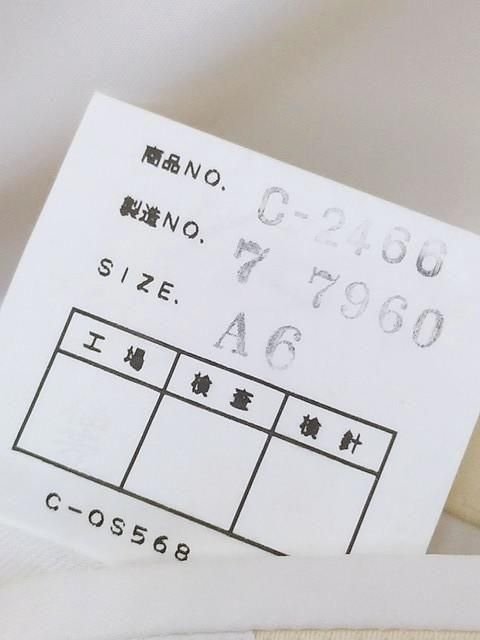 商品NO. C-2466
製造NO. 7 7960
SIZE. A6
工場 検査 検針
C-OS568